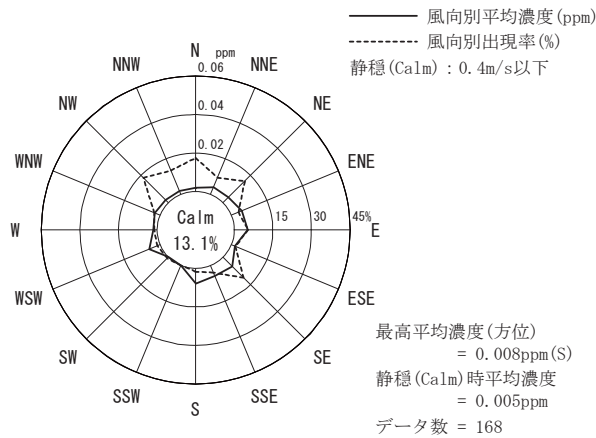 風向別平均濃度(ppm)
風向別出現率(%)
静穏(Calm) : 0.4m/s以下
N ppm
NNW
NNE
0.06
NW
NE
0.04
WNW
ENE
0.02
Calm
13.1%
W
15
30
45%
E
WSW
ESE
SW
SE
SSW
SSE
S
最高平均濃度(方位)
= 0.008ppm(S)
静穏(Calm)時平均濃度
= 0.005ppm
データ数 = 168